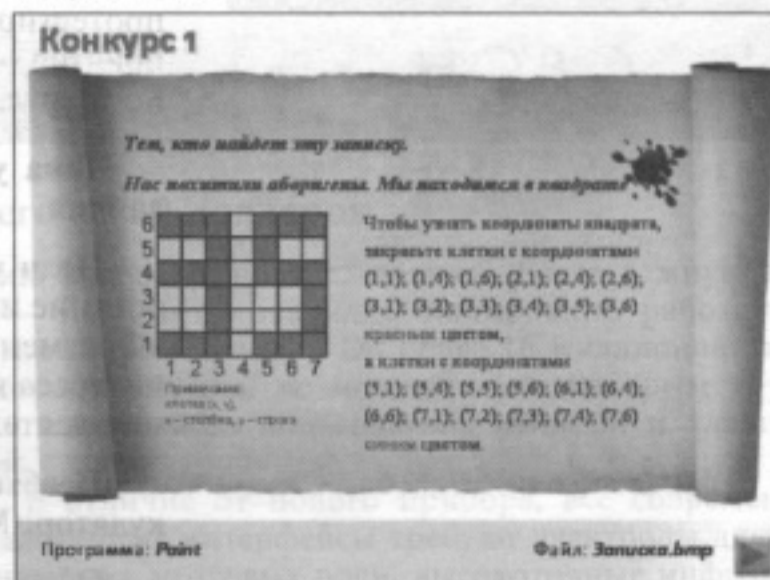 Конкурс 1
Тем, кто найдет эту записку.
Нас похитили аборигены. Мы находимся в квадрате
6
5
4
3
2
1
1 2 3 4 5 6 7
Примечание:
клетка (x, y),
x – столбец, y – строка
Чтобы узнать координаты квадрата,
закрасьте клетки с координатами
(1,1); (1,4); (1,6); (2,1); (2,4); (2,6);
(3,1); (3,2); (3,3); (3,4); (3,5); (3,6)
красным цветом,
а клетки с координатами
(5,1); (5,4); (5,5); (5,6); (6,1); (6,4);
(6,6); (7,1); (7,2); (7,3); (7,4); (7,6)
синим цветом.
Программа: Paint
Файл: Записка.bmp